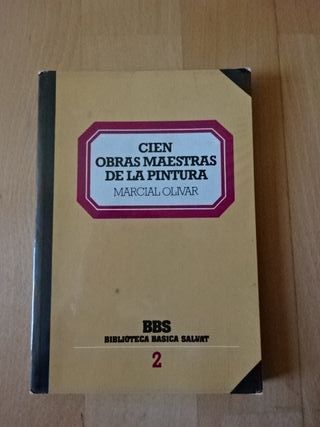 CIEN
OBRAS MAESTRAS
DE LA PINTURA
MARCIAL OLIVAR
BBS
BIBLIOTECA BASICA SALVAT
2